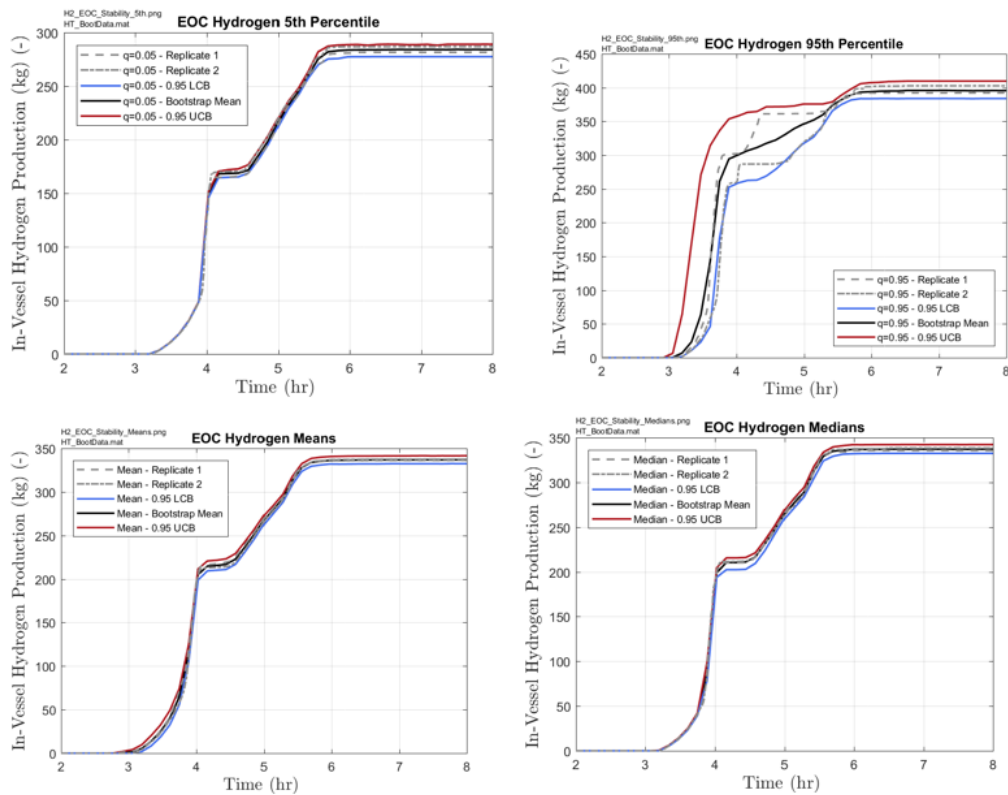 H2_EOC_Stability_5th.png
HT_BootData.mat
EOC Hydrogen 5th Percentile
In-Vessel Hydrogen Production (kg) (-)
300
250
200
150
100
50
0
q=0.05 - Replicate 1
q=0.05 - Replicate 2
q=0.05 - 0.95 LCB
q=0.05 - Bootstrap Mean
q=0.05 - 0.95 UCB
2 3 4 5 6 7 8
Time (hr)
H2_EOC_Stability_95th.png
HT_BootData.mat
EOC Hydrogen 95th Percentile
In-Vessel Hydrogen Production (kg) (-)
450
400
350
300
250
200
150
100
50
0
q=0.95 - Replicate 1
q=0.95 - Replicate 2
q=0.95 - 0.95 LCB
q=0.95 - Bootstrap Mean
q=0.95 - 0.95 UCB
2 3 4 5 6 7 8
Time (hr)
H2_EOC_Stability_Means.png
HT_BootData.mat
EOC Hydrogen Means
In-Vessel Hydrogen Production (kg) (-)
350
300
250
200
150
100
50
0
Mean - Replicate 1
Mean - Replicate 2
Mean - 0.95 LCB
Mean - Bootstrap Mean
Mean - 0.95 UCB
2 3 4 5 6 7 8
Time (hr)
H2_EOC_Stability_Medians.png
HT_BootData.mat
EOC Hydrogen Medians
In-Vessel Hydrogen Production (kg) (-)
350
300
250
200
150
100
50
0
Median - Replicate 1
Median - Replicate 2
Median - 0.95 LCB
Median - Bootstrap Mean
Median - 0.95 UCB
2 3 4 5 6 7 8
Time (hr)